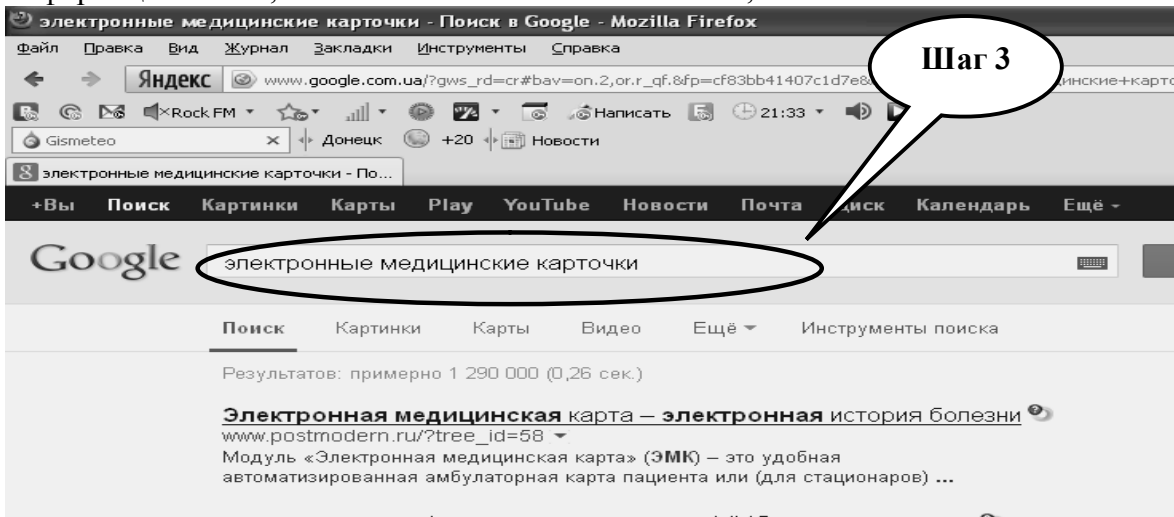 электронные медицинские карточки - Поиск в Google - Mozilla Firefox
Файл Правка Вид Журнал Закладки Инструменты Справка
Шаг 3
Яндекс www.google.com.ua/?gws_rd=cr#bav=on.2,or.r_qf.&fp=cf83bb41407c1d7e&
Rock FM Написать 21:33
Gismeteo Донецк +20 Новости
электронные медицинские карточки - По...
+Вы Поиск Картинки Карты Play YouTube Новости Почта Диск Календарь Ещё
Google электронные медицинские карточки
Поиск Картинки Карты Видео Ещё Инструменты поиска
Результатов: примерно 1 290 000 (0,26 сек.)
Электронная медицинская карта – электронная история болезни
www.postmodern.ru/?tree_id=58
Модуль «Электронная медицинская карта» (ЭМК) – это удобная
автоматизированная амбулаторная карта пациента или (для стационаров) ...